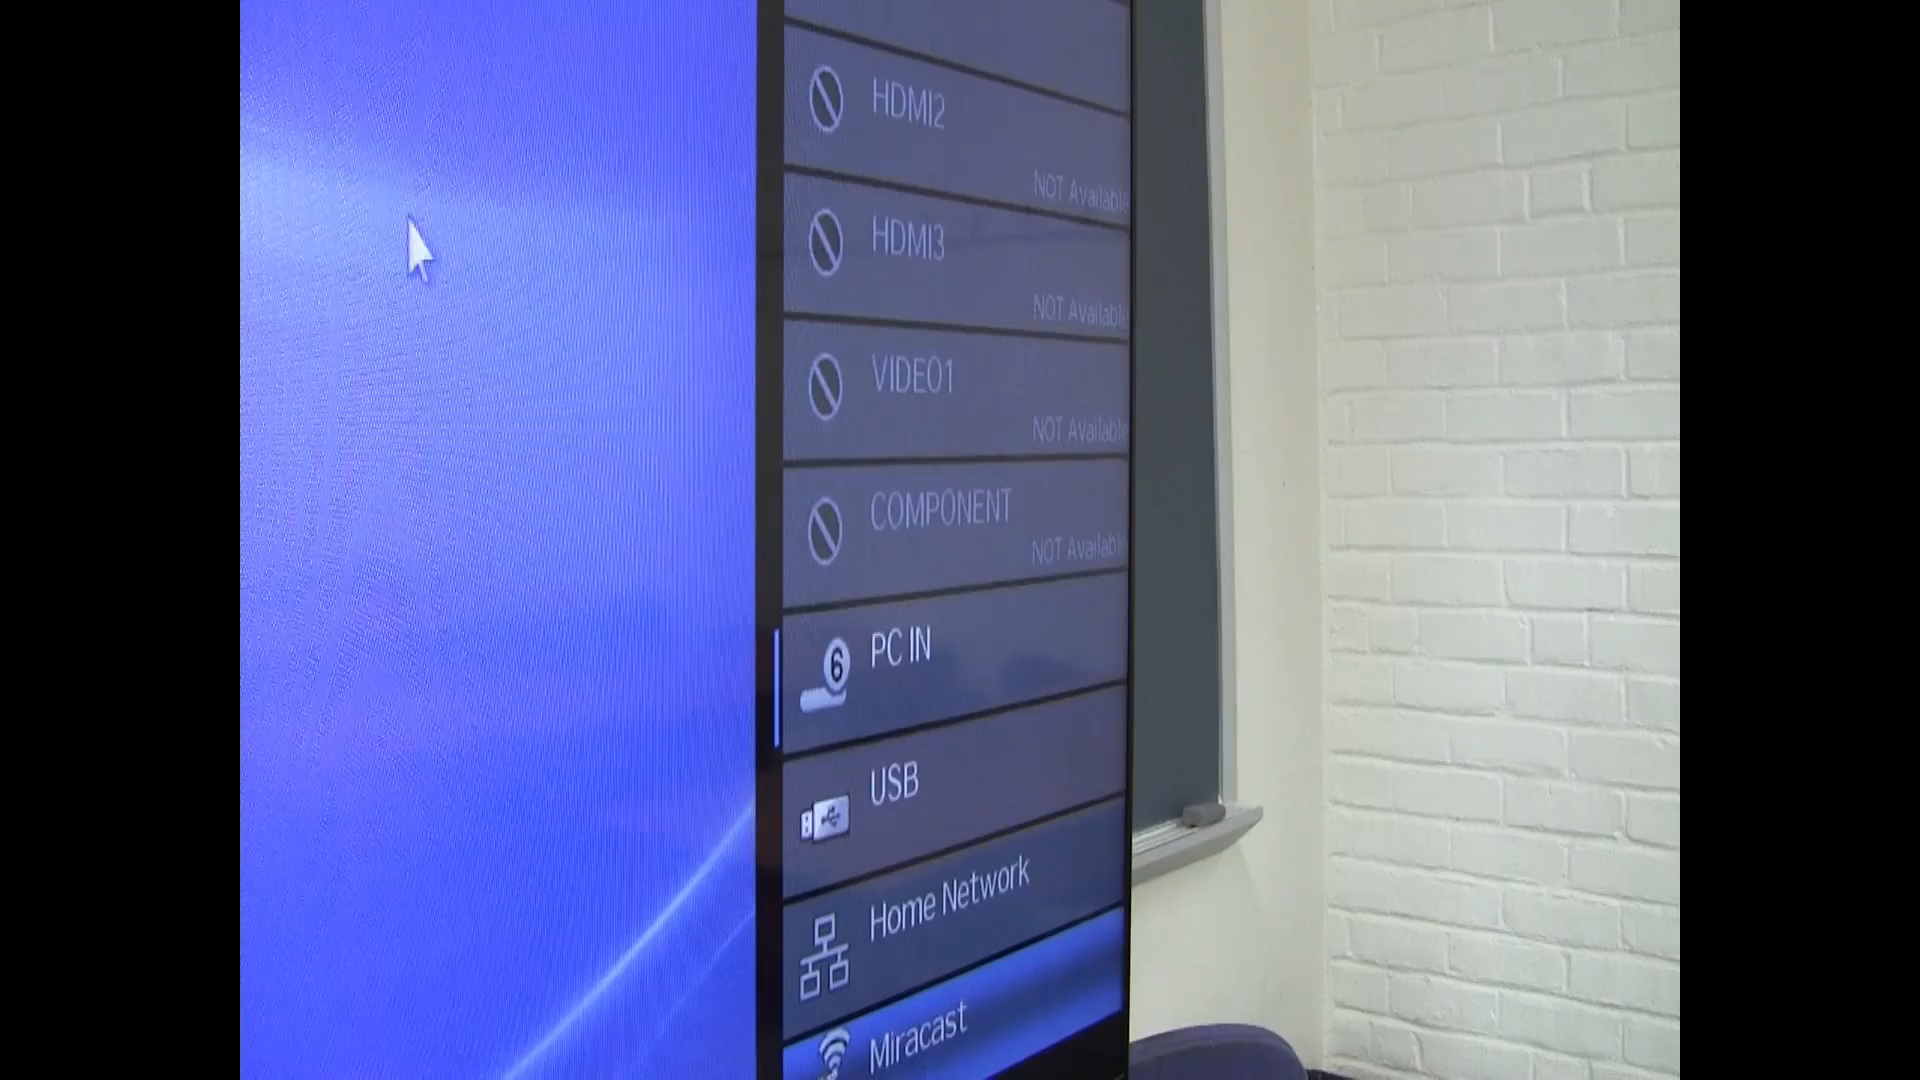 HDMI2
NOT Available
HDMI3
NOT Available
VIDEO1
NOT Available
COMPONENT
NOT Available
6
PC IN
USB
Home Network
Miracast